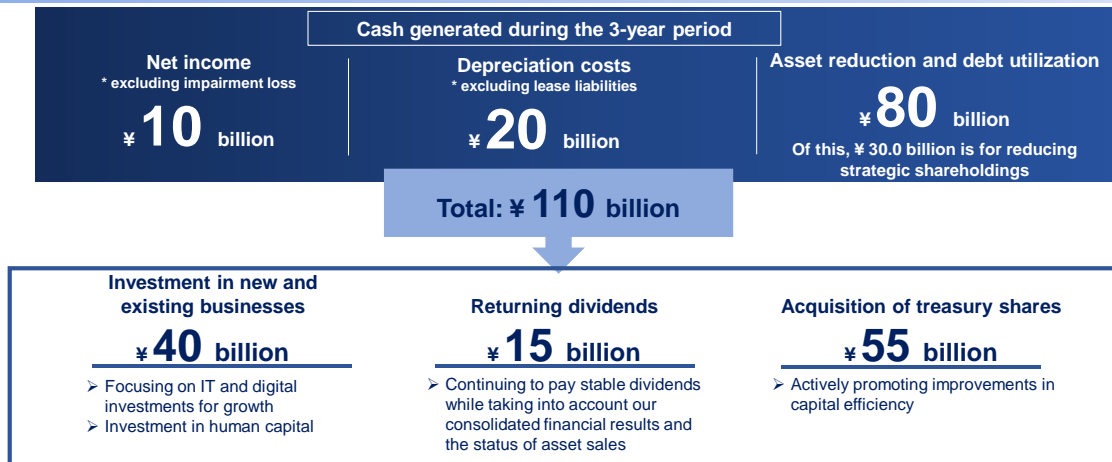 Cash generated during the 3-year period
Net income
* excluding impairment loss
¥ 10 billion
Depreciation costs
* excluding lease liabilities
¥ 20 billion
Asset reduction and debt utilization
¥ 80 billion
Of this, ¥ 30.0 billion is for reducing
strategic shareholdings
Total: ¥ 110 billion
Investment in new and
existing businesses
¥ 40 billion
➢ Focusing on IT and digital
investments for growth
➢ Investment in human capital
Returning dividends
¥ 15 billion
➢ Continuing to pay stable dividends
while taking into account our
consolidated financial results and
the status of asset sales
Acquisition of treasury shares
¥ 55 billion
➢ Actively promoting improvements in
capital efficiency